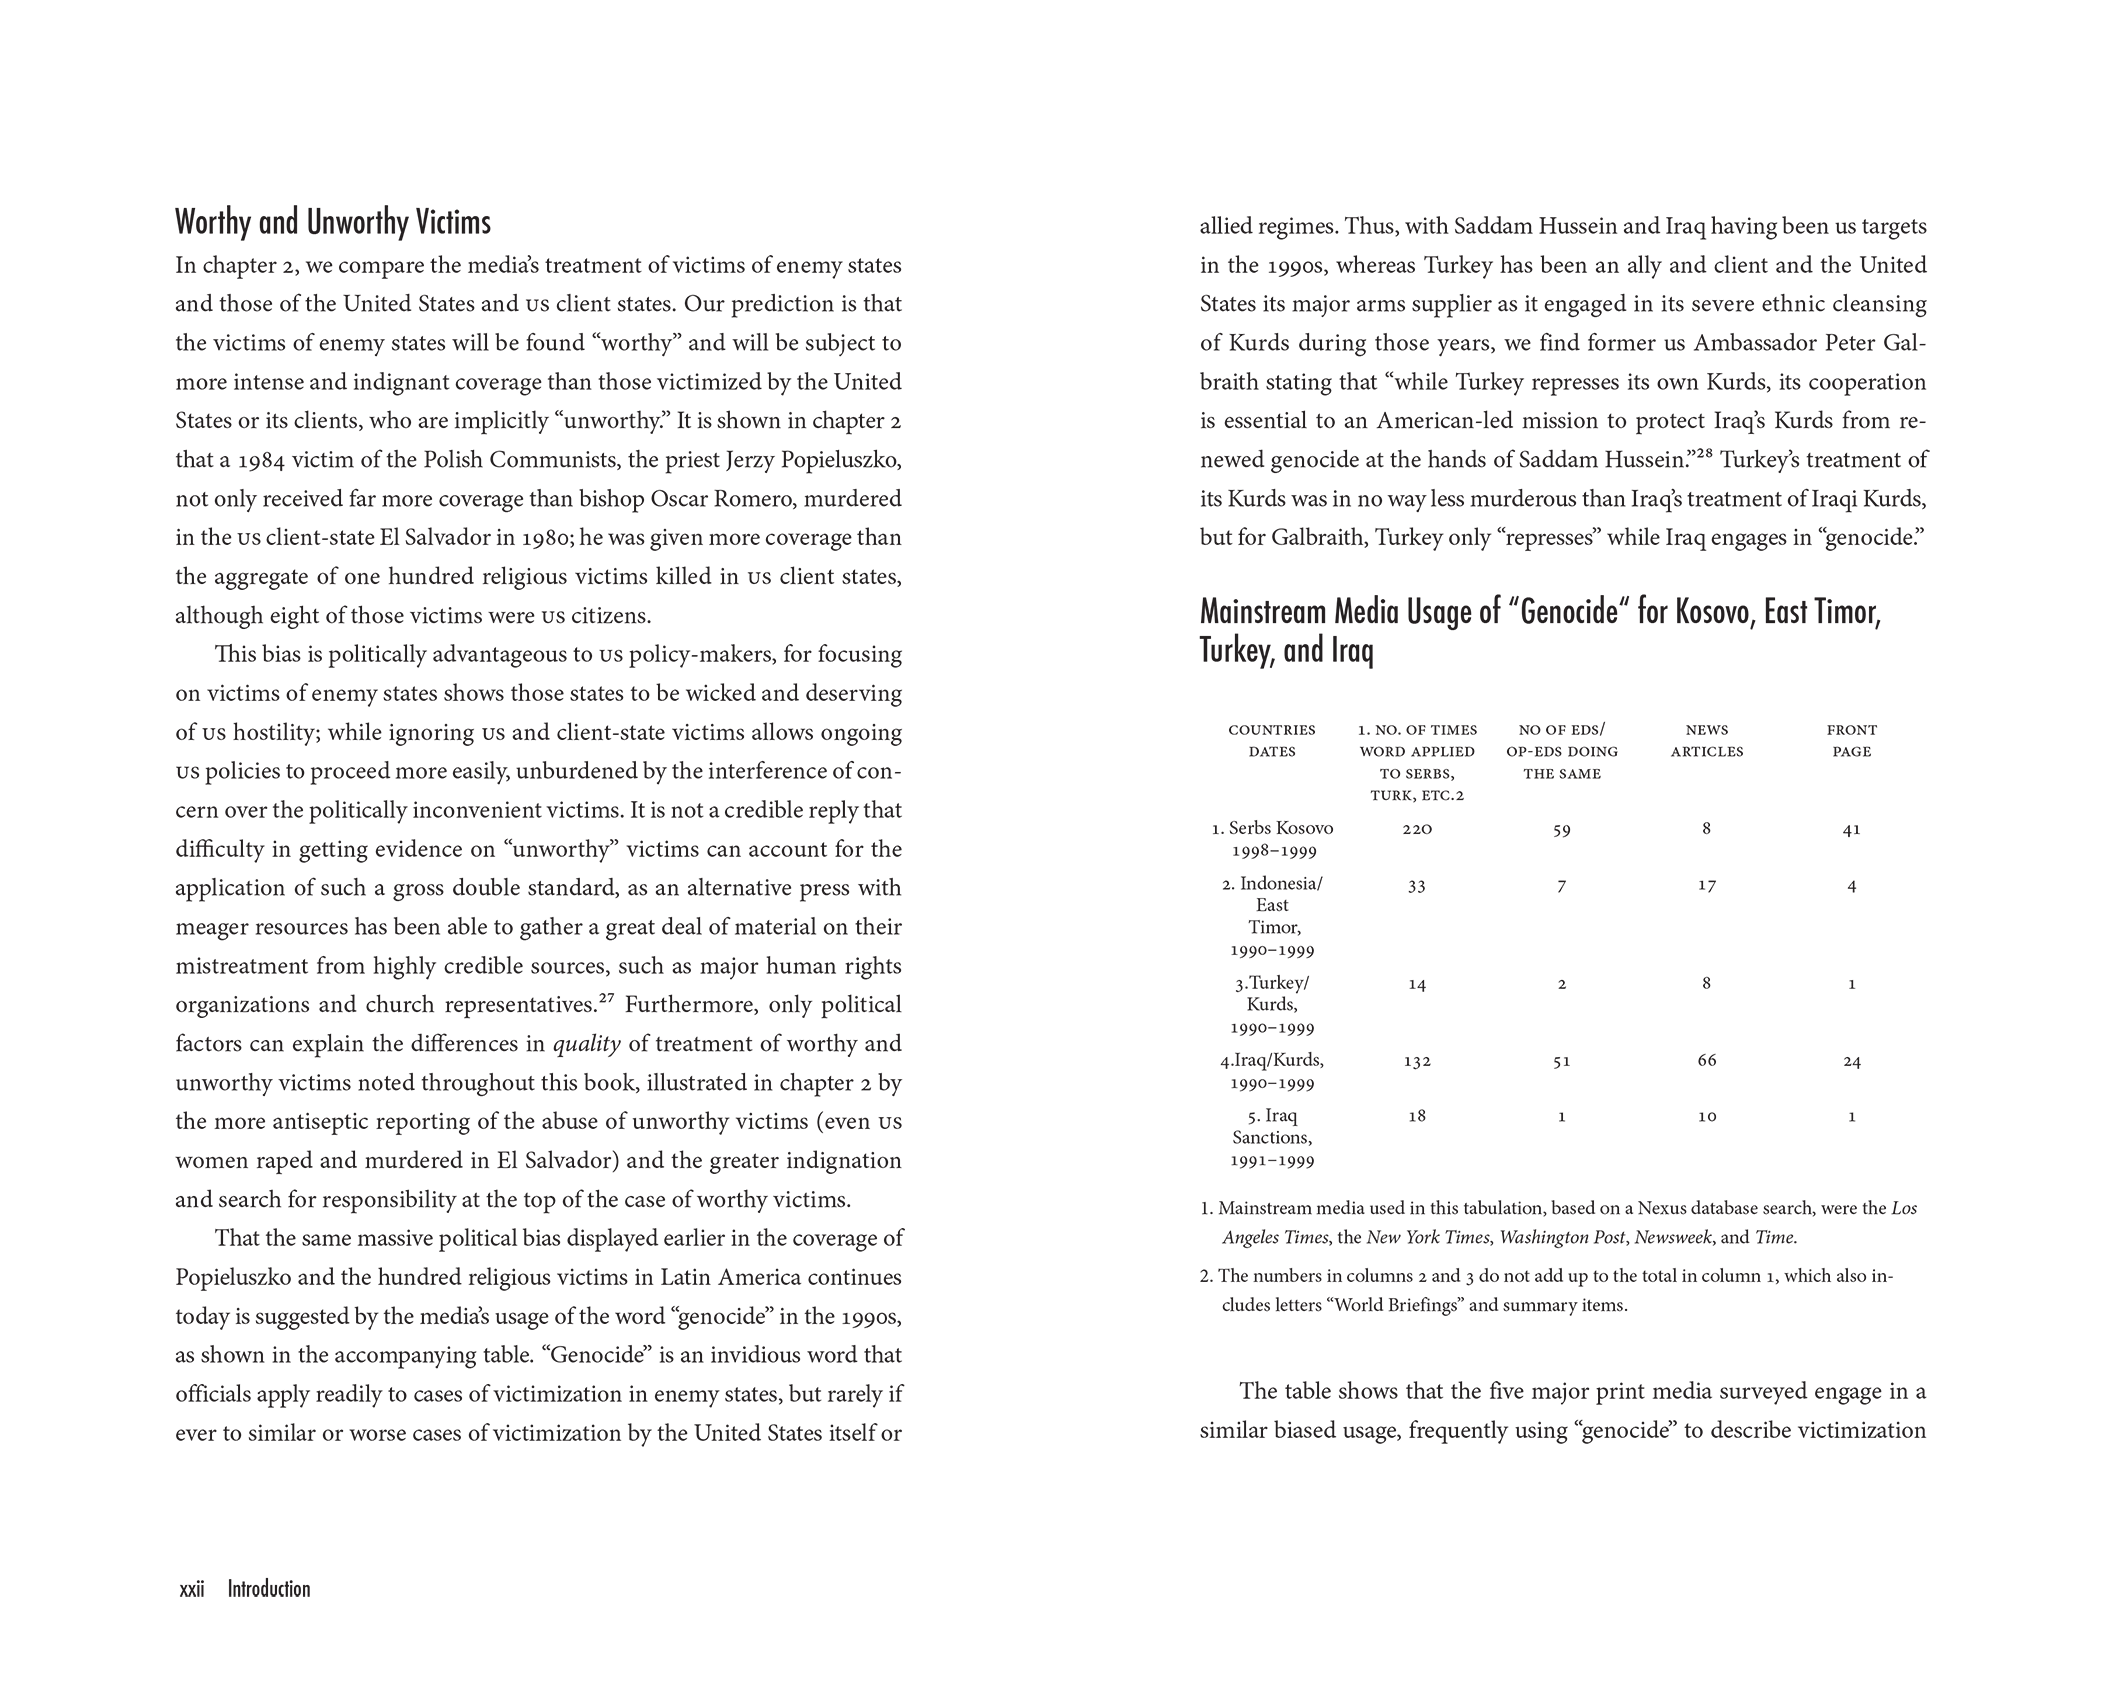 Worthy and Unworthy Victims
In chapter 2, we compare the media’s treatment of victims of enemy states
and those of the United States and US client states. Our prediction is that
the victims of enemy states will be found “worthy” and will be subject to
more intense and indignant coverage than those victimized by the United
States or its clients, who are implicitly “unworthy.” It is shown in chapter 2
that a 1984 victim of the Polish Communists, the priest Jerzy Popieluszko,
not only received far more coverage than bishop Oscar Romero, murdered
in the US client-state El Salvador in 1980; he was given more coverage than
the aggregate of one hundred religious victims killed in US client states,
although eight of those victims were US citizens.
This bias is politically advantageous to US policy-makers, for focusing
on victims of enemy states shows those states to be wicked and deserving
of US hostility; while ignoring US and client-state victims allows ongoing
US policies to proceed more easily, unburdened by the interference of con-
cern over the politically inconvenient victims. It is not a credible reply that
difficulty in getting evidence on “unworthy” victims can account for the
application of such a gross double standard, as an alternative press with
meager resources has been able to gather a great deal of material on their
mistreatment from highly credible sources, such as major human rights
organizations and church representatives.²⁷ Furthermore, only political
factors can explain the differences in quality of treatment of worthy and
unworthy victims noted throughout this book, illustrated in chapter 2 by
the more antiseptic reporting of the abuse of unworthy victims (even US
women raped and murdered in El Salvador) and the greater indignation
and search for responsibility at the top of the case of worthy victims.
That the same massive political bias displayed earlier in the coverage of
Popieluszko and the hundred religious victims in Latin America continues
today is suggested by the media’s usage of the word “genocide” in the 1990s,
as shown in the accompanying table. “Genocide” is an invidious word that
officials apply readily to cases of victimization in enemy states, but rarely if
ever to similar or worse cases of victimization by the United States itself or
xxii Introduction
allied regimes. Thus, with Saddam Hussein and Iraq having been us targets
in the 1990s, whereas Turkey has been an ally and client and the United
States its major arms supplier as it engaged in its severe ethnic cleansing
of Kurds during those years, we find former us Ambassador Peter Gal-
braith stating that “while Turkey represses its own Kurds, its cooperation
is essential to an American-led mission to protect Iraq’s Kurds from re-
newed genocide at the hands of Saddam Hussein.”²⁸ Turkey’s treatment of
its Kurds was in no way less murderous than Iraq’s treatment of Iraqi Kurds,
but for Galbraith, Turkey only “represses” while Iraq engages in “genocide.”
Mainstream Media Usage of “Genocide“ for Kosovo, East Timor,
Turkey, and Iraq
COUNTRIES 1. NO. OF TIMES NO OF EDS/ NEWS FRONT
DATES WORD APPLIED OP-EDS DOING ARTICLES PAGE
TO SERBS, THE SAME
TURK, ETC.2
1. Serbs Kosovo 220 59 8 41
1998–1999
2. Indonesia/ 33 7 17 4
East
Timor,
1990–1999
3.Turkey/ 14 2 8 1
Kurds,
1990–1999
4.Iraq/Kurds, 132 51 66 24
1990–1999
5. Iraq 18 1 10 1
Sanctions,
1991–1999
1. Mainstream media used in this tabulation, based on a Nexus database search, were the Los
Angeles Times, the New York Times, Washington Post, Newsweek, and Time.
2. The numbers in columns 2 and 3 do not add up to the total in column 1, which also in-
cludes letters “World Briefings” and summary items.
The table shows that the five major print media surveyed engage in a
similar biased usage, frequently using “genocide” to describe victimization